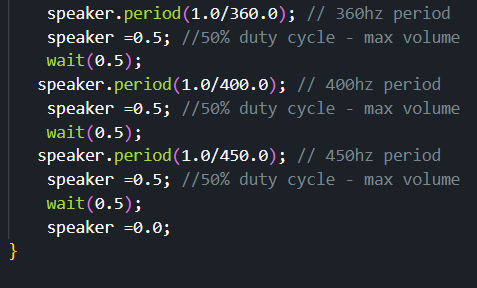 speaker.period(1.0/360.0); // 360hz period
speaker =0.5; //50% duty cycle - max volume
wait(0.5);
speaker.period(1.0/400.0); // 400hz period
speaker =0.5; //50% duty cycle - max volume
wait(0.5);
speaker.period(1.0/450.0); // 450hz period
speaker =0.5; //50% duty cycle - max volume
wait(0.5);
speaker =0.0;
}